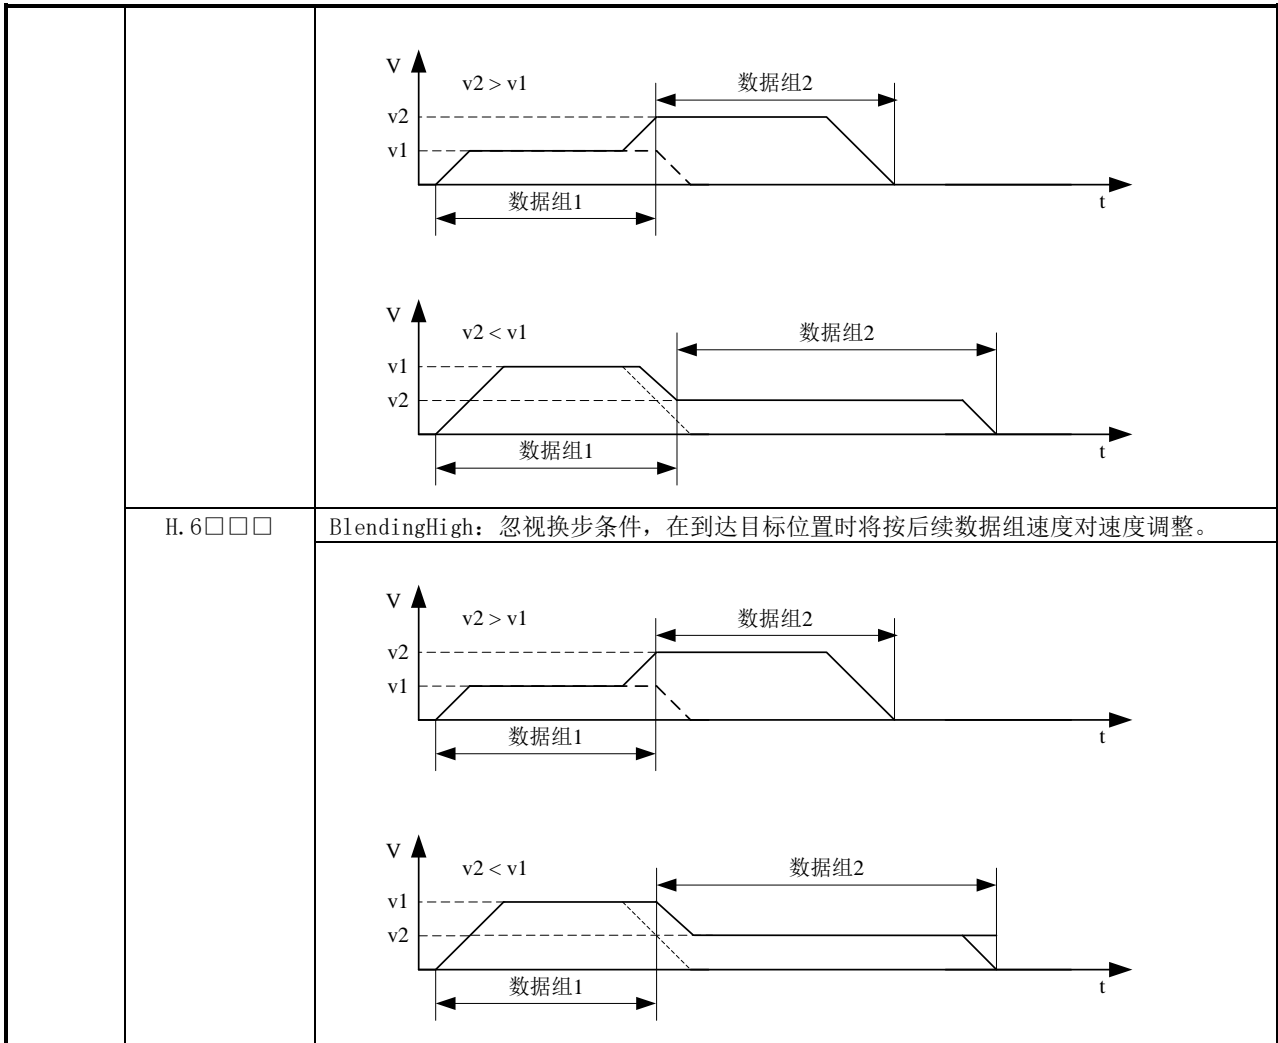 V
v2 > v1
数据组2
v2
v1
数据组1
t
V
v2 < v1
数据组2
v1
v2
数据组1
t
H.6□□□
BlendingHigh: 忽视换步条件，在到达目标位置时将按后续数据组速度对速度调整。
V
v2 > v1
数据组2
v2
v1
数据组1
t
V
v2 < v1
数据组2
v1
v2
数据组1
t